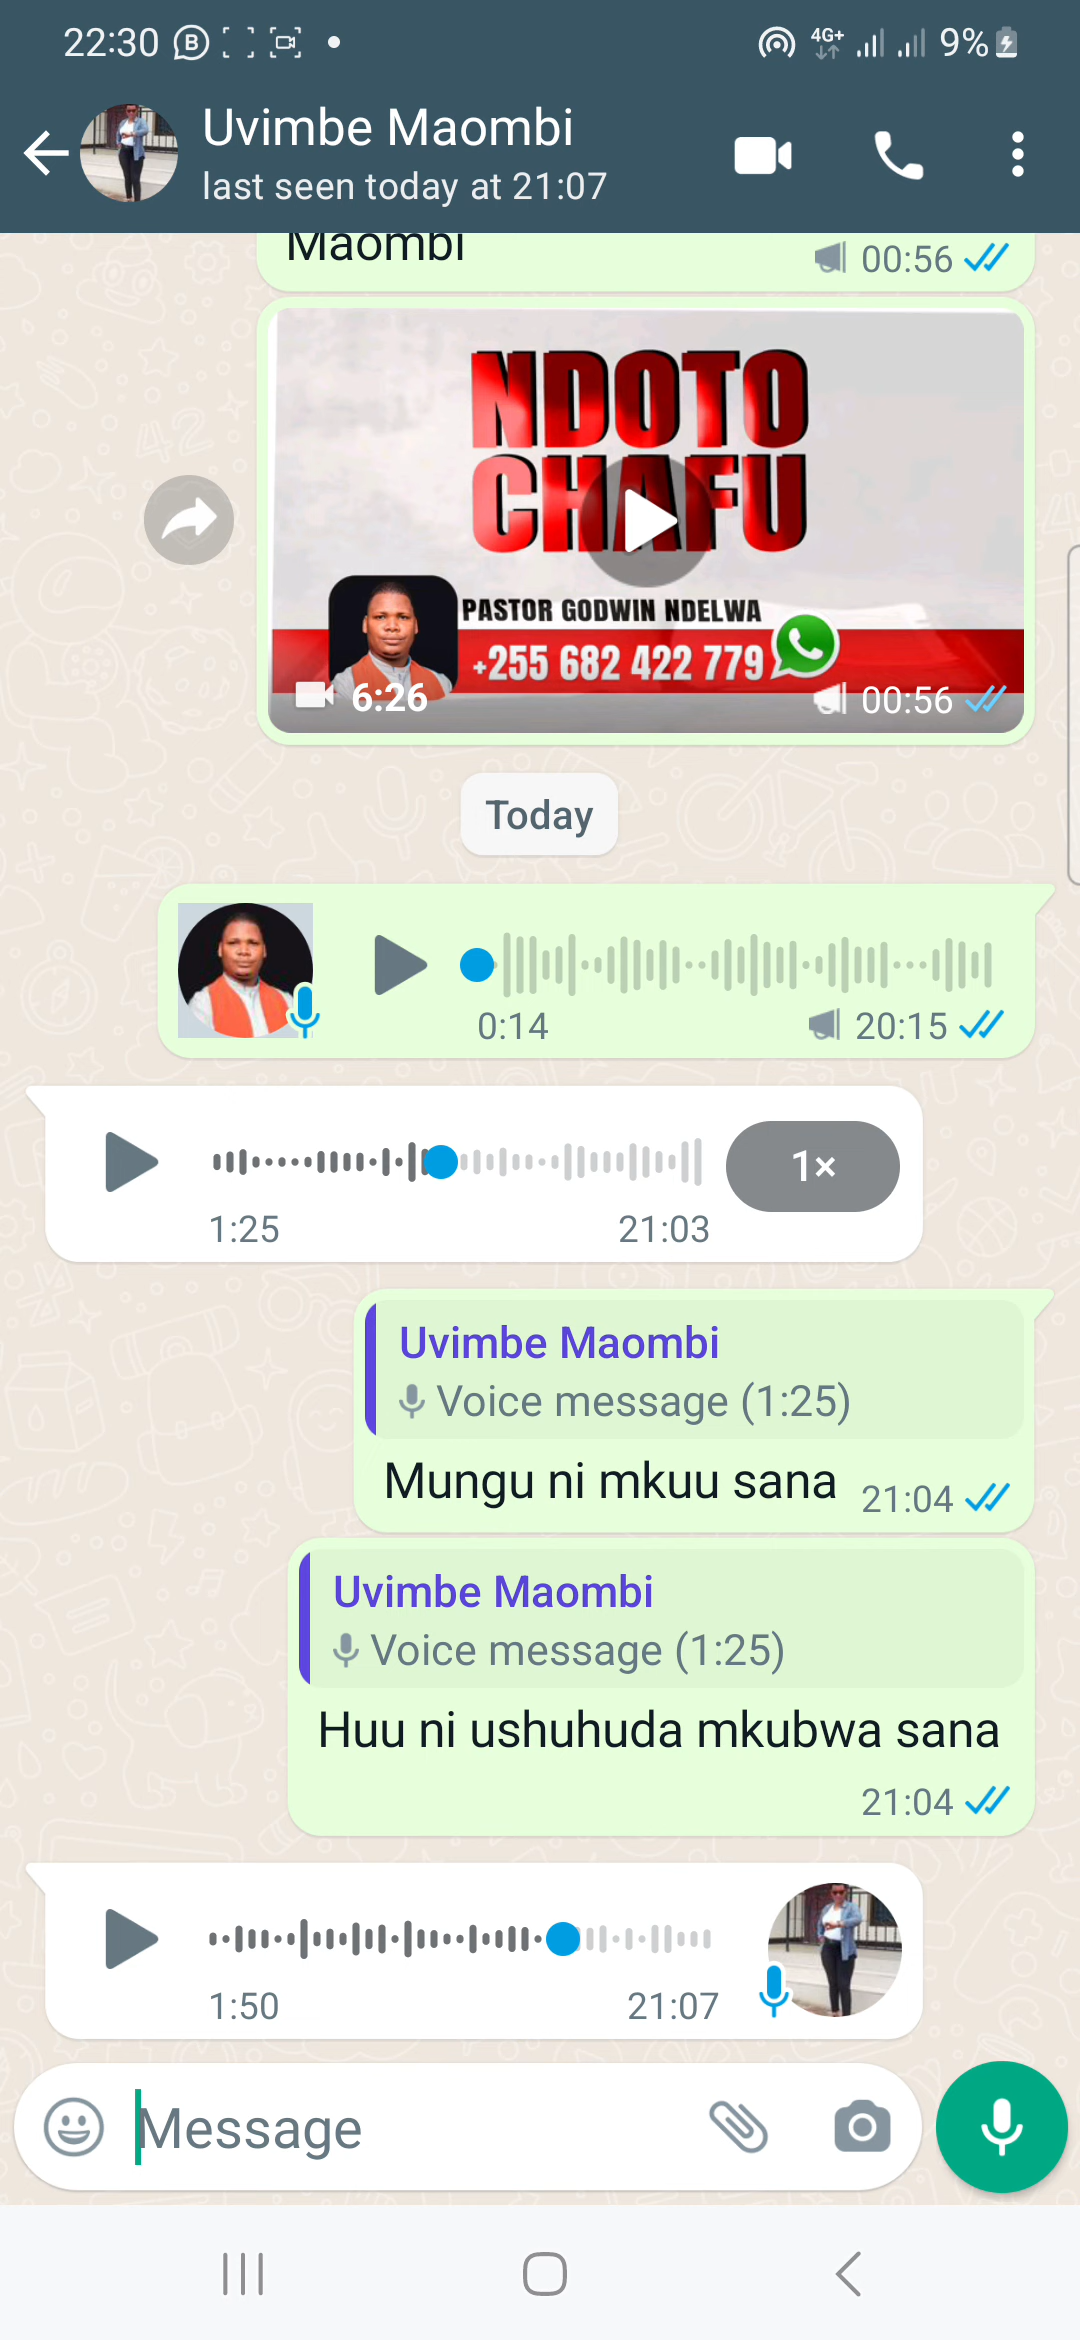 22:30
4G+
9%
Uvimbe Maombi
last seen today at 21:07
Maombi
00:56
NDOTO
CHAFU
PASTOR GODWIN NDELWA
+255 682 422 779
6:26
00:56
Today
0:14
20:15
1:25
21:03
1×
Uvimbe Maombi
Voice message (1:25)
Mungu ni mkuu sana
21:04
Uvimbe Maombi
Voice message (1:25)
Huu ni ushuhuda mkubwa sana
21:04
1:50
21:07
Message